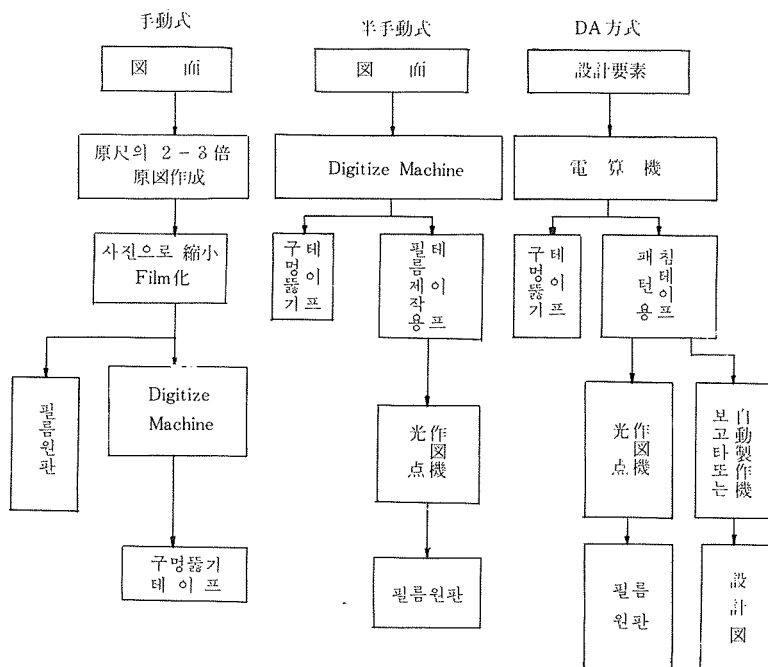 手動式
図 面
原尺의 2-3倍
原図作成
사진으로 縮小
Film化
필름원판
Digitize
Machine
구멍뚫기
테이프
半手動式
図 面
Digitize Machine
구멍뚫기
테이프
필름제작용
테이프
光点
作図機
필름원판
DA方式
設計要素
電算機
구멍뚫기
테이프
패턴용
침테이프
光点
作図機
필름
원판
보고타또는
自動製作機
設計図